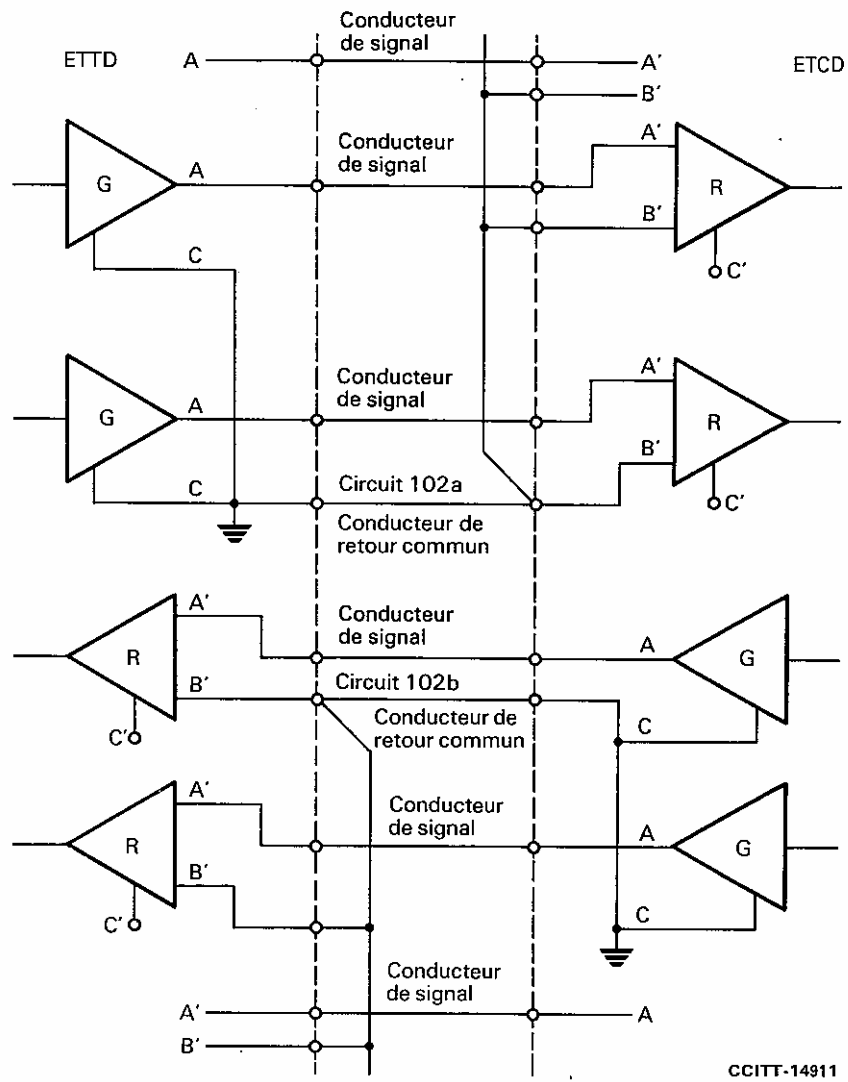 Conducteur
de signal
ETTD
A
A′
ETCD
B′
Conducteur
de signal
A′
G
A
R
B′
C
C′
Conducteur
de signal
A′
G
A
R
B′
C
Circuit 102a
C′
Conducteur de
retour commun
A′
Conducteur
de signal
R
A
G
B′
Circuit 102b
C′
Conducteur de
retour commun
C
A′
Conducteur
de signal
R
A
G
B′
C′
C
Conducteur
de signal
A′
A
B′
CCITT-14911